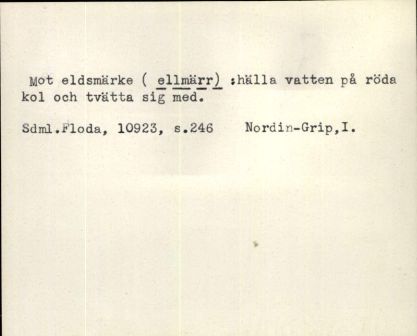 Mot eldsmärke ( ellmärr) :hälla vatten på röda
kol och tvätta sig med.
Sdml.Floda, 10923, s.246 Nordin-Grip,I.